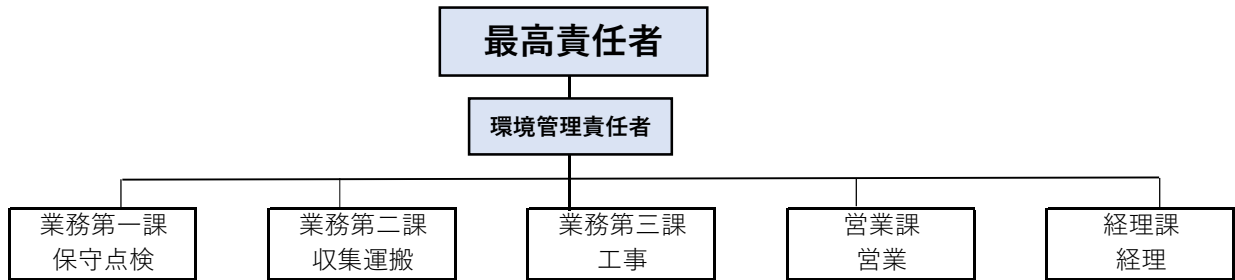 最高責任者
環境管理責任者
業務第一課
保守点検
業務第二課
収集運搬
業務第三課
工事
営業課
営業
経理課
経理